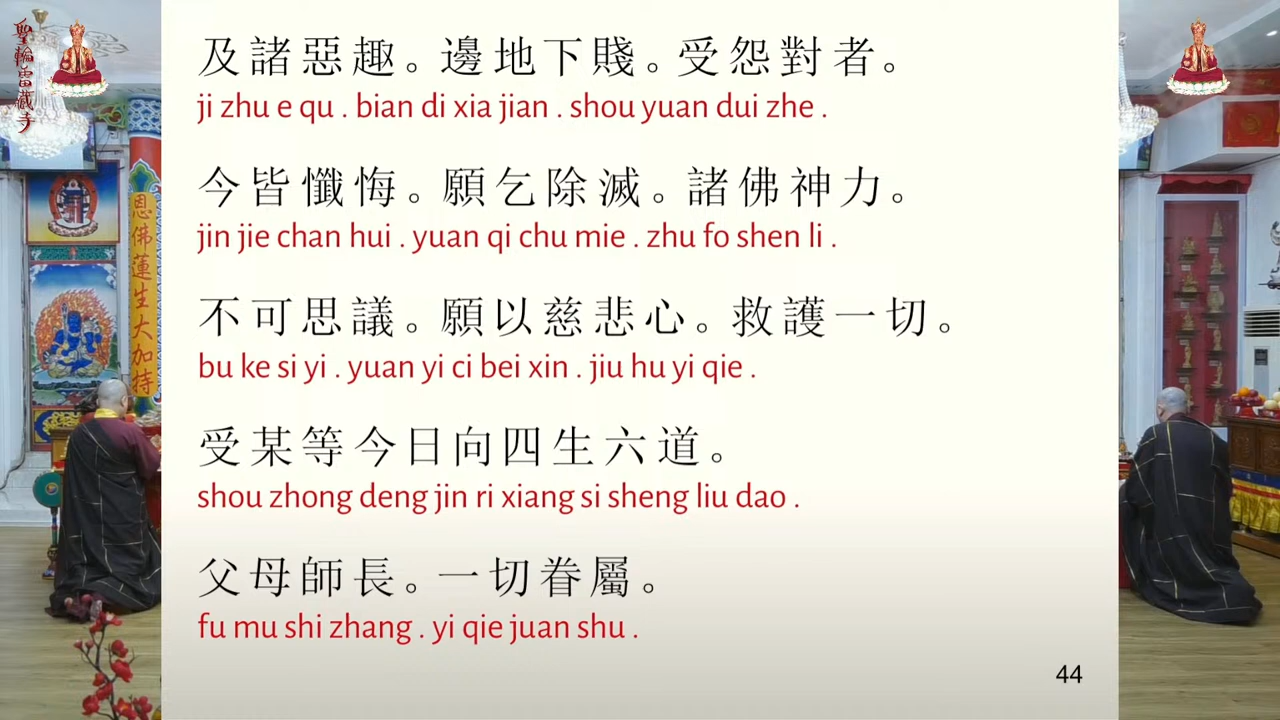 聖輪雷藏寺
恩佛蓮生大加持
及諸惡趣。邊地下賤。受怨對者。
ji zhu e qu . bian di xia jian . shou yuan dui zhe .
今皆懺悔。願乞除滅。諸佛神力。
jin jie chan hui . yuan qi chu mie . zhu fo shen li .
不可思議。願以慈悲心。救護一切。
bu ke si yi . yuan yi ci bei xin . jiu hu yi qie .
受某等今日向四生六道。
shou zhong deng jin ri xiang si sheng liu dao .
父母師長。一切眷屬。
fu mu shi zhang . yi qie juan shu .
44